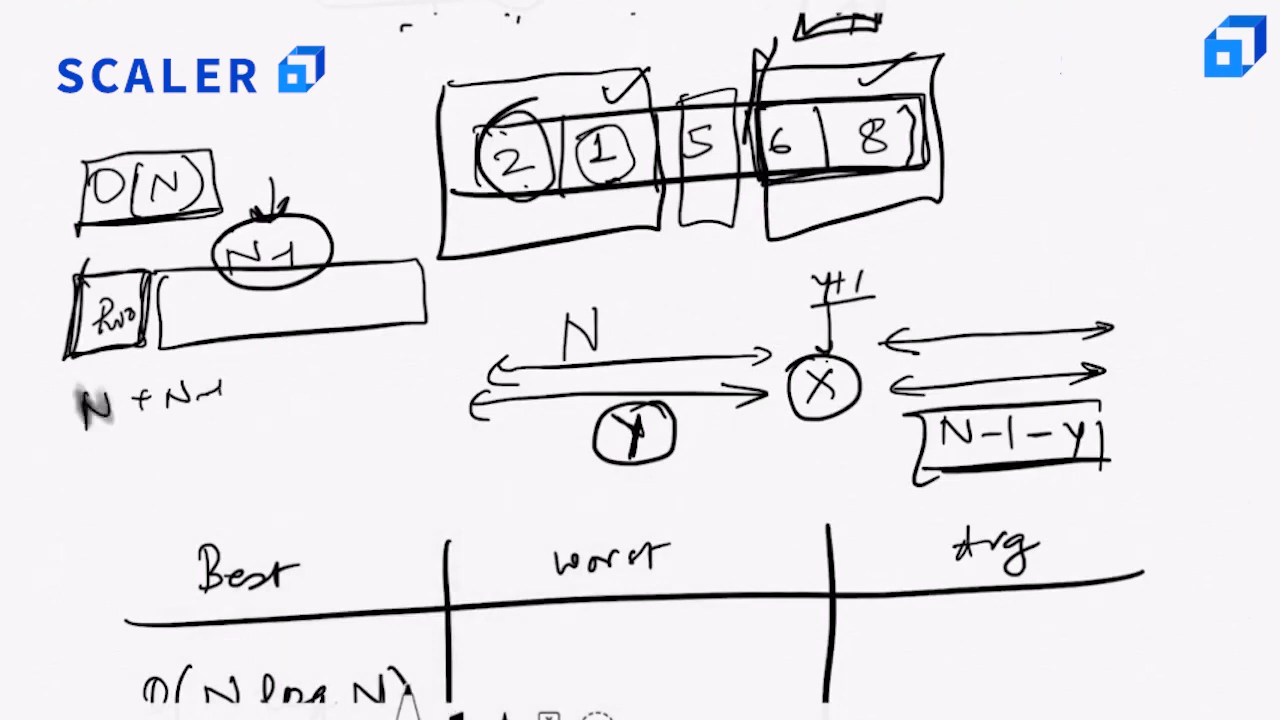 SCALER
2 1 5 6 8
O(N)
N-1
y+1
N
X
N + N-1
Y
N-1-y
Best Worst Avg
O(N log N)